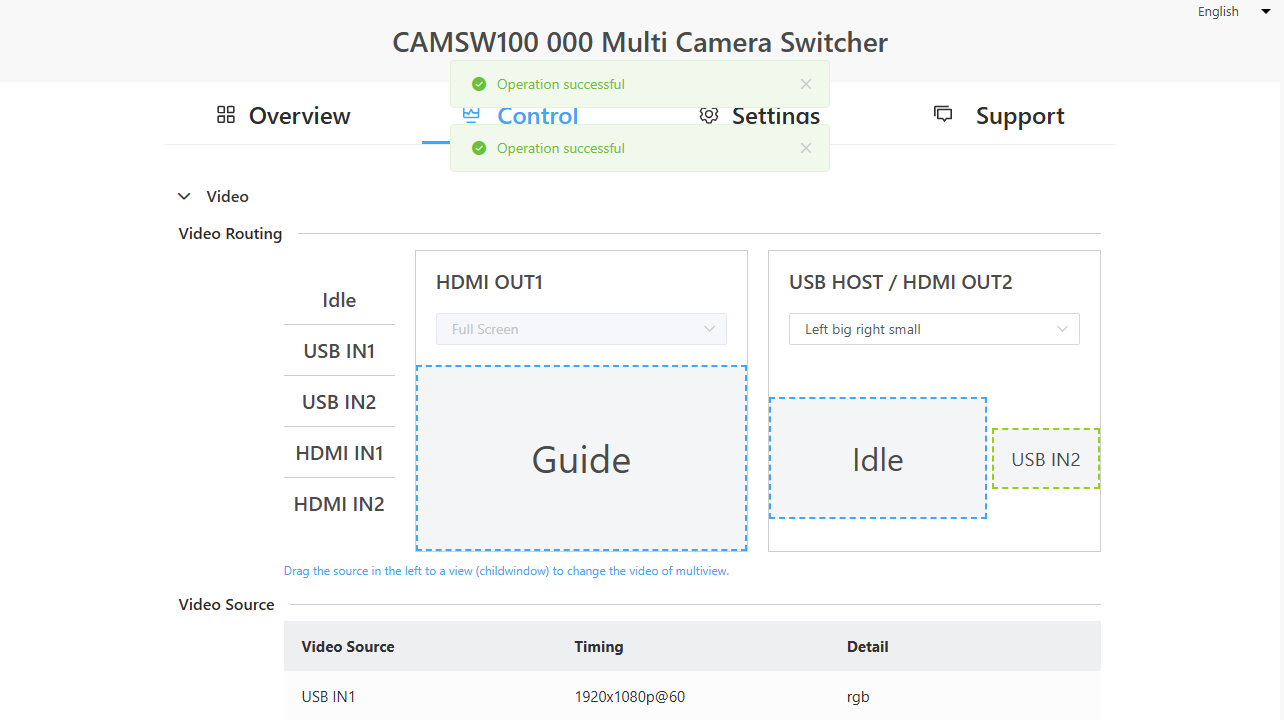 English
CAMSW100 000 Multi Camera Switcher
Operation successful
Overview
Control
Settings
Support
Operation successful
Video
Video Routing
Idle
USB IN1
USB IN2
HDMI IN1
HDMI IN2
HDMI OUT1
Full Screen
Guide
USB HOST / HDMI OUT2
Left big right small
Idle
USB IN2
Drag the source in the left to a view (childwindow) to change the video of multiview.
Video Source
Video Source Timing Detail
USB IN1 1920x1080p@60 rgb